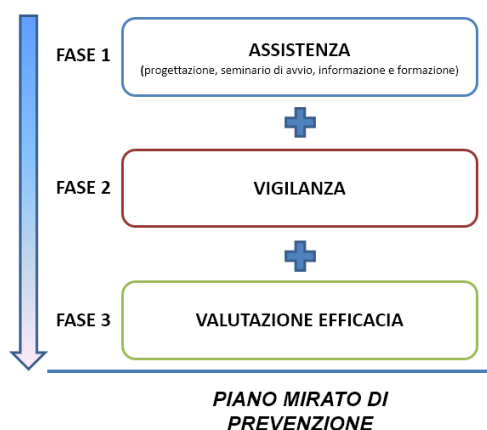 FASE 1
ASSISTENZA
(progettazione, seminario di avvio, informazione e formazione)
FASE 2
VIGILANZA
FASE 3
VALUTAZIONE EFFICACIA
PIANO MIRATO DI
PREVENZIONE